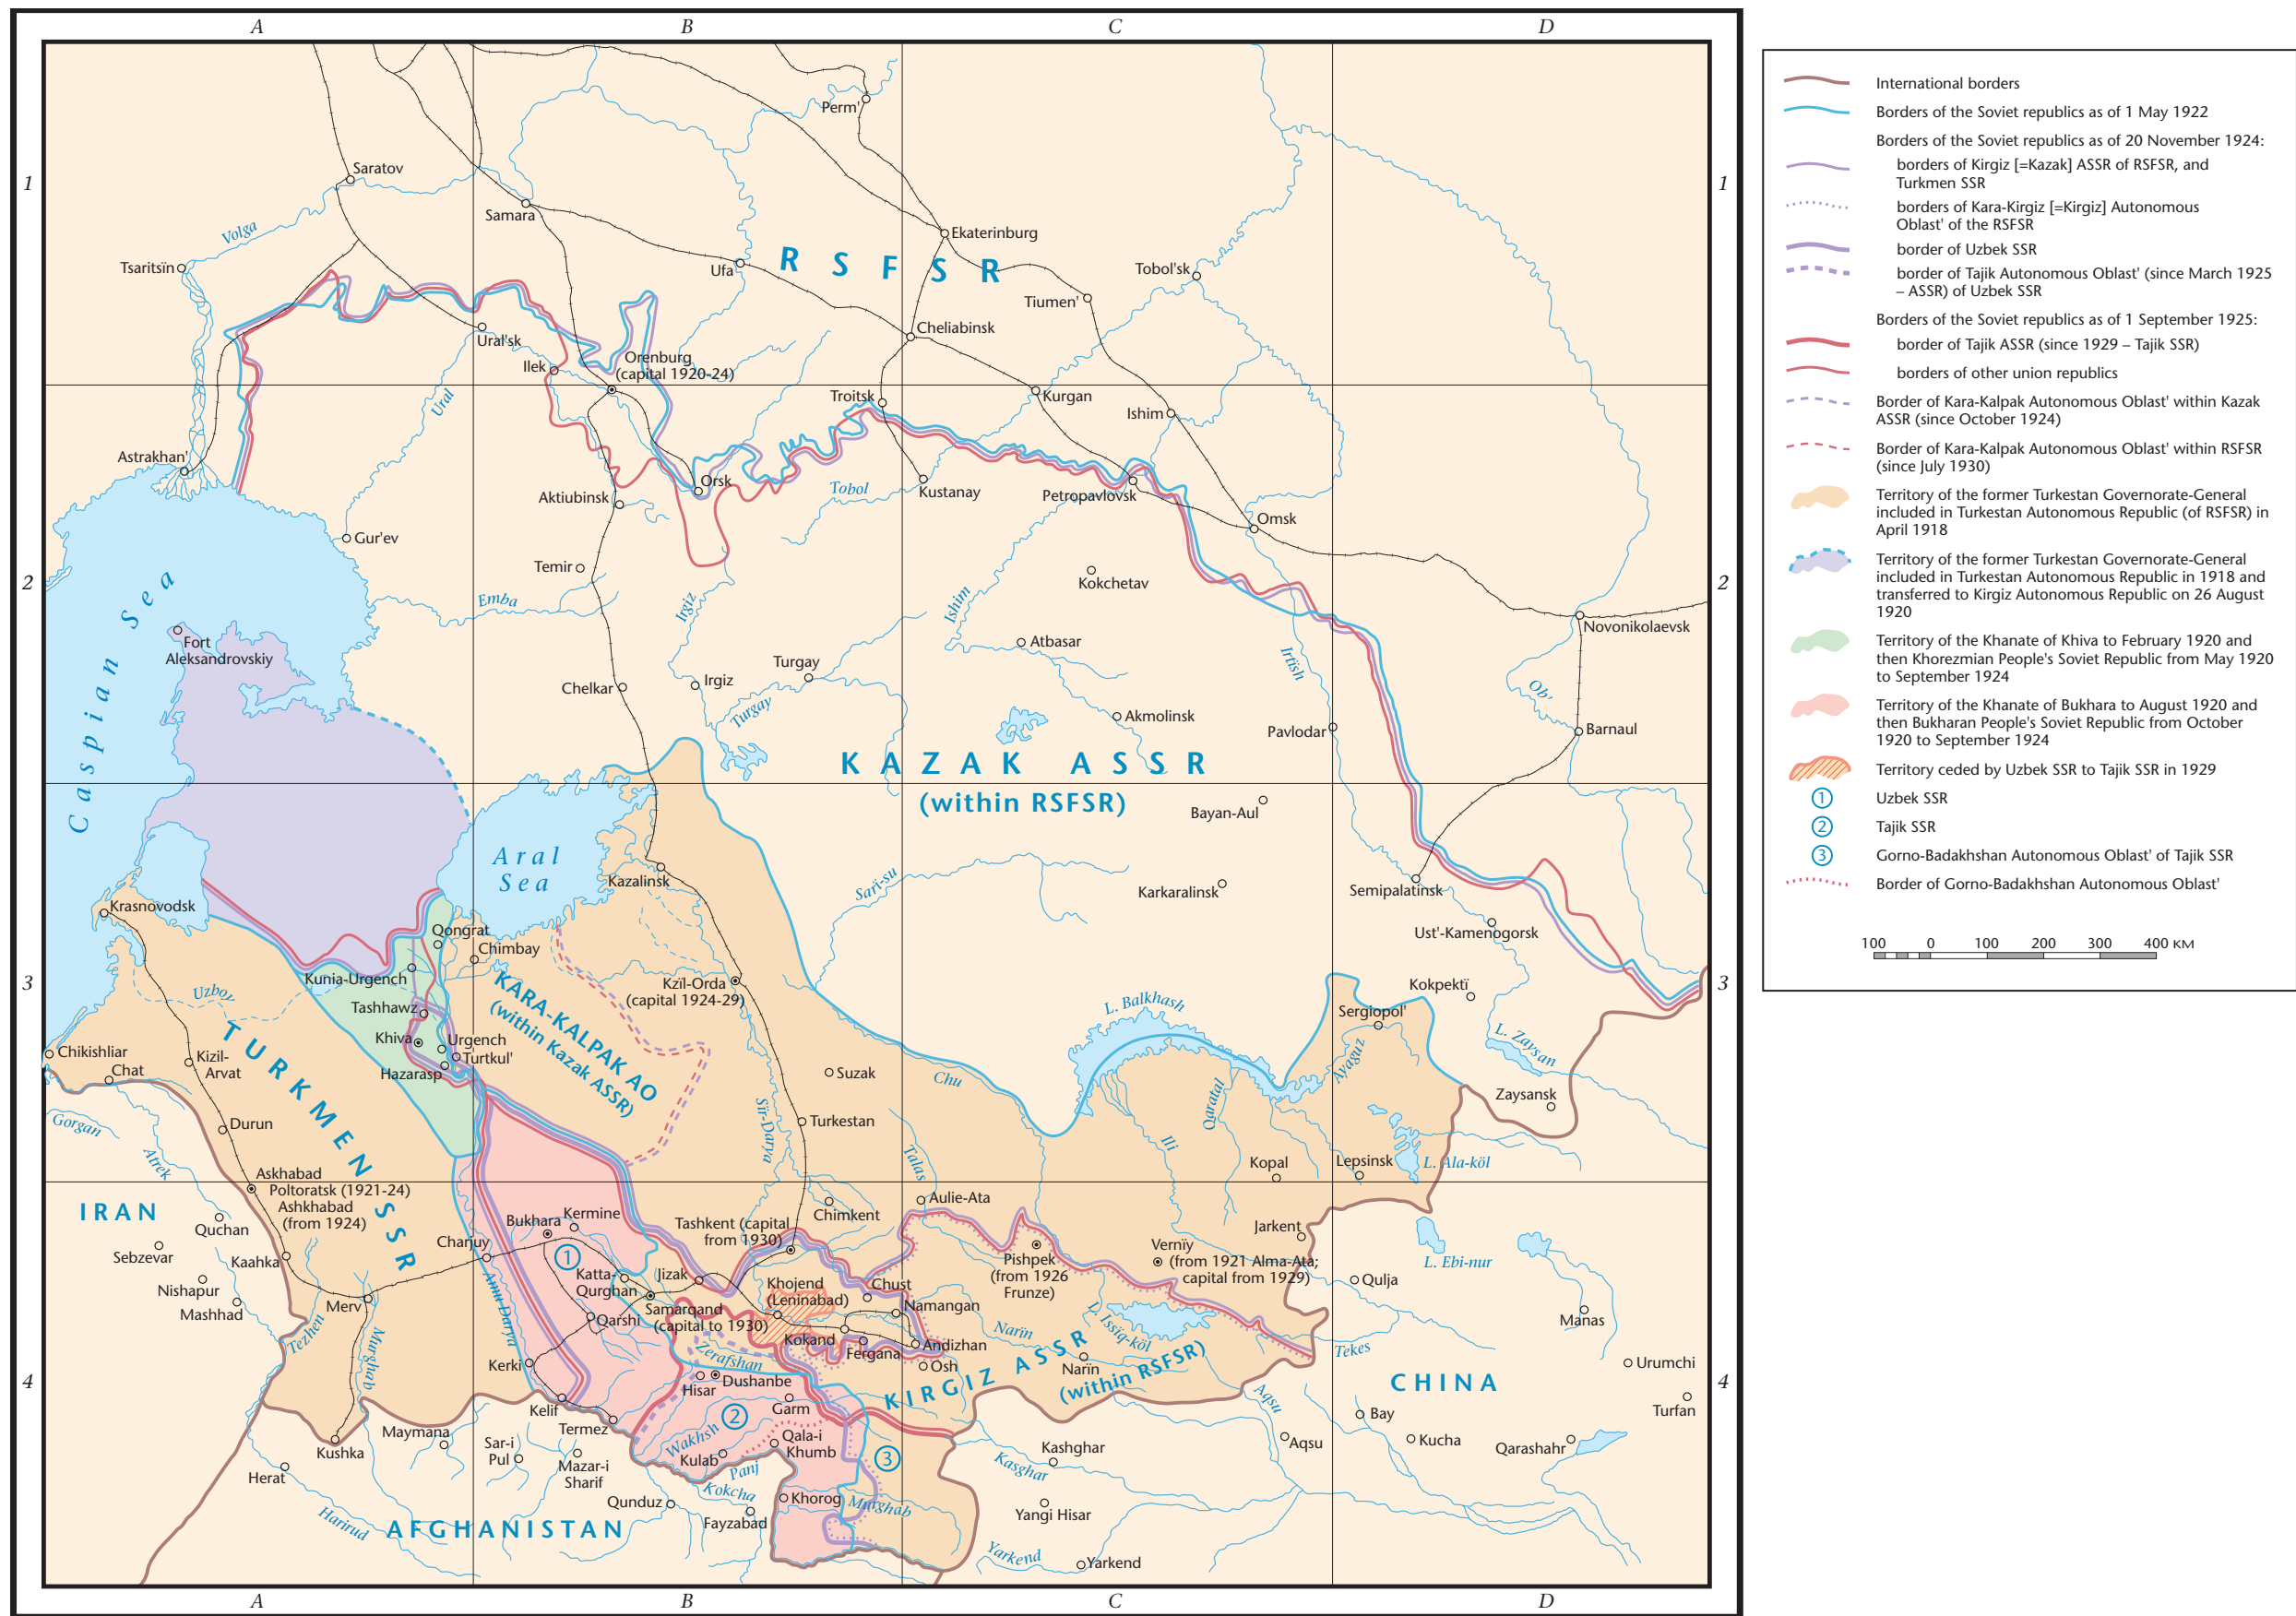 A
B
C
D
1
2
3
4
1
2
3
4
A
B
C
D
Perm'
Saratov
Samara
Volga
Tsaritsïn
Ufa
R S F S R
Ekaterinburg
Tobol'sk
Tiumen'
Cheliabinsk
Ural'sk
Ilek
Orenburg
(capital 1920-24)
Ural
Troitsk
Kurgan
Ishim
Astrakhan'
Orsk
Aktiubinsk
Tobol
Kustanay
Petropavlovsk
Omsk
Gur'ev
Temir
Kokchetav
Emba
Irgiz
Ishim
Novonikolaevsk
Caspian Sea
Fort
Aleksandrovskiy
Atbasar
Turgay
Irtïsh
Chelkar
Irgiz
Turgay
Ob'
Akmolinsk
Pavlodar
Barnaul
KAZAK ASSR
(within RSFSR)
Bayan-Aul
Aral
Sea
Kazalinsk
Sari-su
Karkaralinsk
Semipalatinsk
Krasnovodsk
Qongrat
Chimbay
Ust'-Kamenogorsk
Kunia-Urgench
Uzboy
KARA-KALPAK AO
(within Kazak ASSR)
Kzïl-Orda
(capital 1924-29)
Kokpektï
L. Balkhash
Sergiopol'
Tashhawz
Khiva
Urgench
Turtkul'
Hazarasp
L. Zaysan
Chikishliar
Chat
Kizil-
Arvat
TURKMEN SSR
Suzak
Chu
Ayaguz
Qaratal
Zaysansk
Gorgan
Durun
Sïr-Darya
Turkestan
Ili
Atrek
Talas
Kopal
Lepsinsk
L. Ala-köl
Askhabad
Poltoratsk (1921-24)
Ashkhabad
(from 1924)
IRAN
Quchan
Sebzevar
Kaahka
Nishapur
Mashhad
Bukhara
Kermine
1
Charjuy
Tashkent (capital
from 1930)
Chimkent
Aulie-Ata
Pishpek
(from 1926
Frunze)
Vernïy
(from 1921 Alma-Ata;
capital from 1929)
Jarkent
L. Ebi-nur
Qulja
Manas
Katta-
Qurghan
Jizak
Khojend
(Leninabad)
Chust
Namangan
Samarqand
(capital to 1930)
Qarshi
Merv
Amu Darya
Tezhen
Murghab
Kokand
Fergana
Andizhan
Osh
Narïn
L. Issïq-köl
Narïn
Tekes
Urumchi
Kerki
Zerafshan
Hisar
Dushanbe
KIRGIZ ASSR
(within RSFSR)
CHINA
Aqsu
Turfan
Kelif
Termez
2
Garm
Wakhsh
Qala-i
Khumb
Kulab
Panj
3
Bay
Kucha
Qarashahr
Aqsu
Kushka
Maymana
Sar-i
Pul
Mazar-i
Sharif
Kashghar
Kasghar
Herat
Qunduz
Kokcha
Fayzabad
Khorog
Murghab
Yangi Hisar
Harirud
AFGHANISTAN
Yarkend
Yarkend
International borders
Borders of the Soviet republics as of 1 May 1922
Borders of the Soviet republics as of 20 November 1924:
borders of Kirgiz [=Kazak] ASSR of RSFSR, and
Turkmen SSR
borders of Kara-Kirgiz [=Kirgiz] Autonomous
Oblast' of the RSFSR
border of Uzbek SSR
border of Tajik Autonomous Oblast' (since March 1925
– ASSR) of Uzbek SSR
Borders of the Soviet republics as of 1 September 1925:
border of Tajik ASSR (since 1929 – Tajik SSR)
borders of other union republics
Border of Kara-Kalpak Autonomous Oblast' within Kazak
ASSR (since October 1924)
Border of Kara-Kalpak Autonomous Oblast' within RSFSR
(since July 1930)
Territory of the former Turkestan Governorate-General
included in Turkestan Autonomous Republic (of RSFSR) in
April 1918
Territory of the former Turkestan Governorate-General
included in Turkestan Autonomous Republic in 1918 and
transferred to Kirgiz Autonomous Republic on 26 August
1920
Territory of the Khanate of Khiva to February 1920 and
then Khorezmian People's Soviet Republic from May 1920
to September 1924
Territory of the Khanate of Bukhara to August 1920 and
then Bukharan People's Soviet Republic from October
1920 to September 1924
Territory ceded by Uzbek SSR to Tajik SSR in 1929
1 Uzbek SSR
2 Tajik SSR
3 Gorno-Badakhshan Autonomous Oblast' of Tajik SSR
Border of Gorno-Badakhshan Autonomous Oblast'
100 0 100 200 300 400 KM